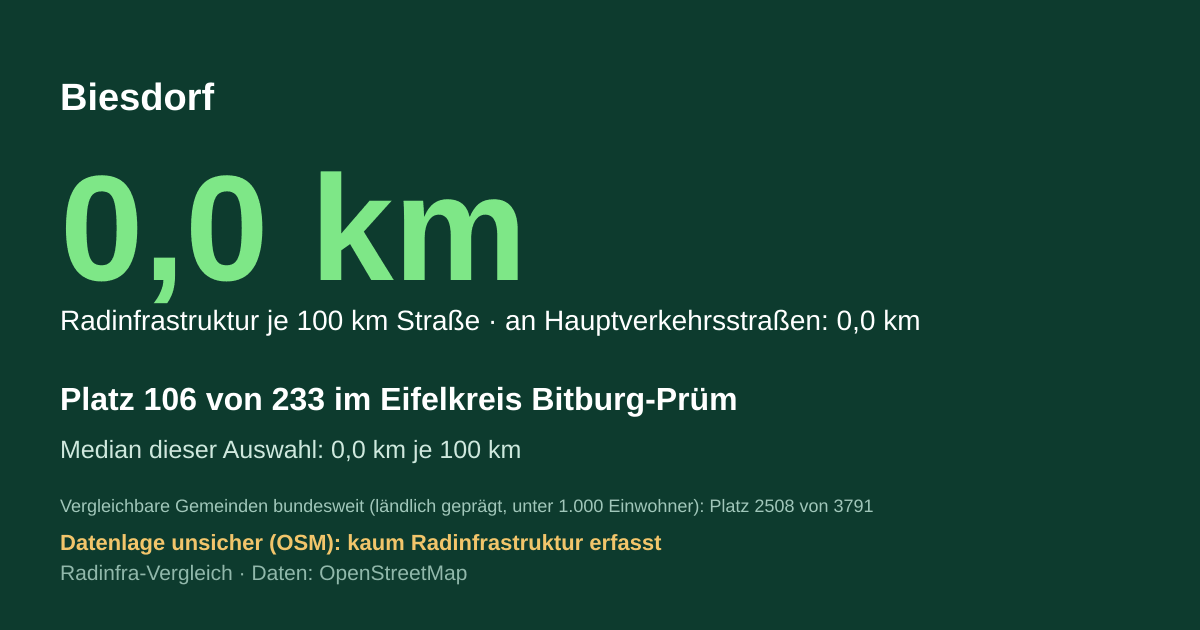 Biesdorf
0,0 km
Radinfrastruktur je 100 km Straße · an Hauptverkehrsstraßen: 0,0 km
Platz 106 von 233 im Eifelkreis Bitburg-Prüm
Median dieser Auswahl: 0,0 km je 100 km
Vergleichbare Gemeinden bundesweit (ländlich geprägt, unter 1.000 Einwohner): Platz 2508 von 3791
Datenlage unsicher (OSM): kaum Radinfrastruktur erfasst
Radinfra-Vergleich · Daten: OpenStreetMap